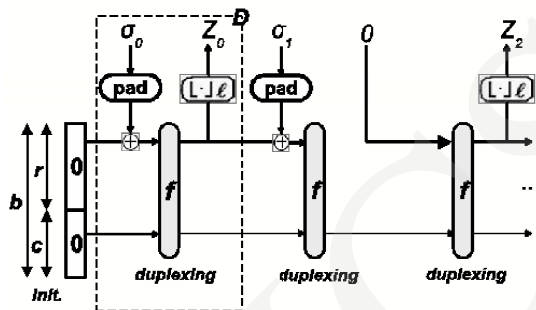 D
σ₀ Z₀ σ₁ 0 Z₂
pad ⌊·⌋ℓ pad ⌊·⌋ℓ
0
r
b f f f ..
c 0
Init. duplexing duplexing duplexing